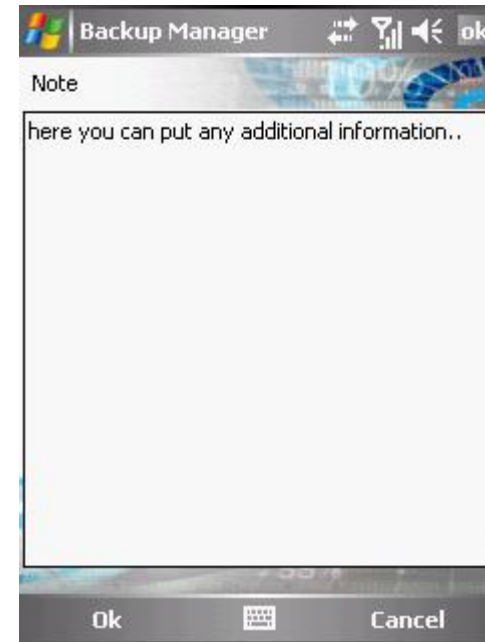 Backup Manager ok
Note
here you can put any additional information..
Ok Cancel